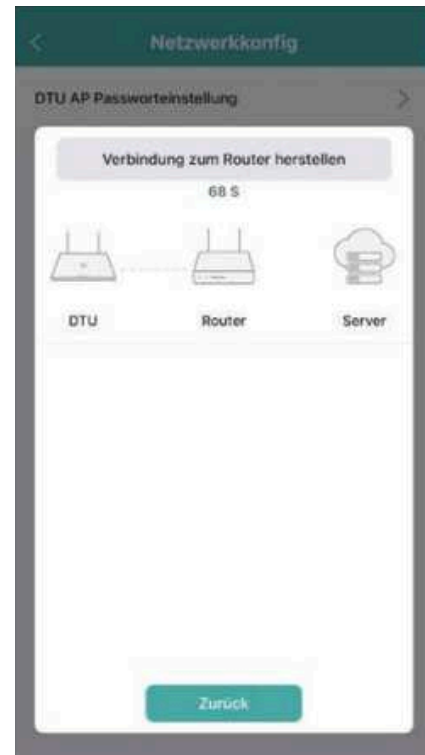 Netzwerkkonfig
DTU AP Passworteinstellung
Verbindung zum Router herstellen
68 S
DTU Router Server
Zurück